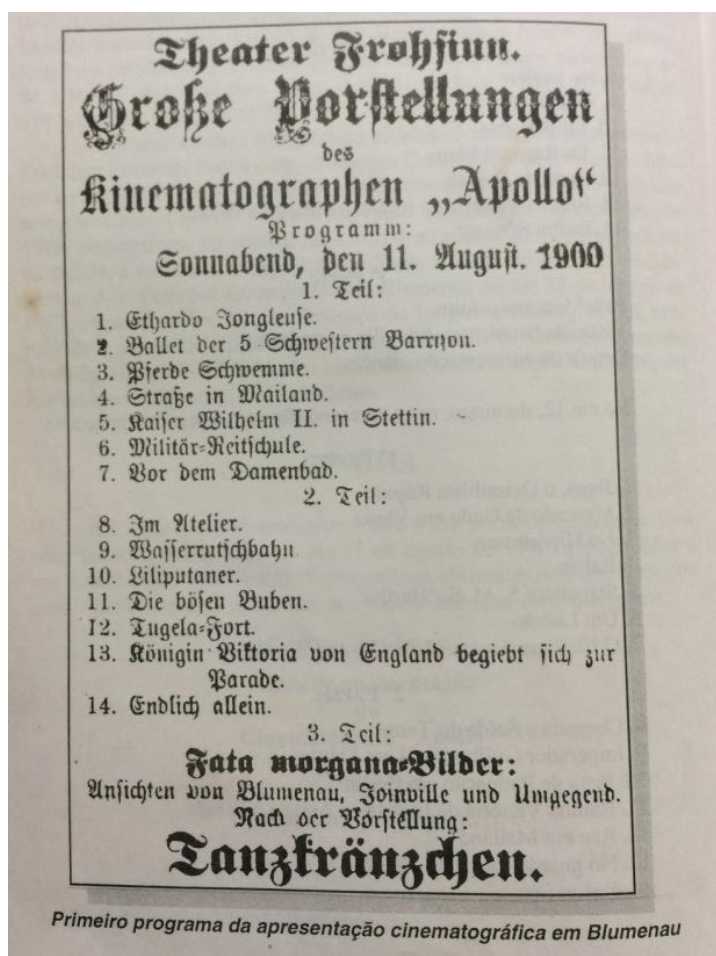 Theater Frohsinn.
Große Vorstellungen
des
Kinematographen „Apollo“
Programm:
Sonnabend, den 11. August. 1900
1. Teil:
1. Ethardo Jongleuse.
2. Ballet der 5 Schwestern Barryon.
3. Pferde Schwemme.
4. Straße in Mailand.
5. Kaiser Wilhelm II. in Stettin.
6. Militär-Reitschule.
7. Vor dem Damenbad.
2. Teil:
8. Im Atelier.
9. Wasserrutschbahn
10. Liliputaner.
11. Die bösen Buben.
12. Tugela-Fort.
13. Königin Viktoria von England begiebt sich zur
Parade.
14. Endlich allein.
3. Teil:
Fata morgana-Bilder:
Ansichten von Blumenau, Joinville und Umgegend.
Nach der Vorstellung:
Tanzkränzchen.
Primeiro programa da apresentação cinematográfica em Blumenau